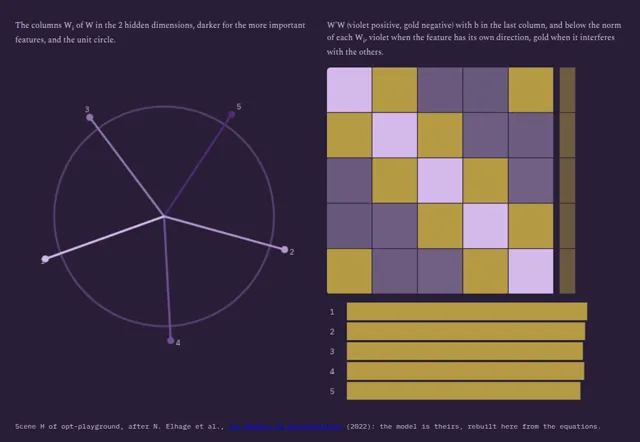 The columns Wᵢ of W in the 2 hidden dimensions, darker for the more important
features, and the unit circle.
WᵀW (violet positive, gold negative) with b in the last column, and below the norm
of each Wᵢ, violet when the feature has its own direction, gold when it interferes
with the others.
3
5
2
4
1
2
3
4
5
Scene M of opt-playground, after N. Elhage et al., (2022): the model is theirs, rebuilt here from the equations.